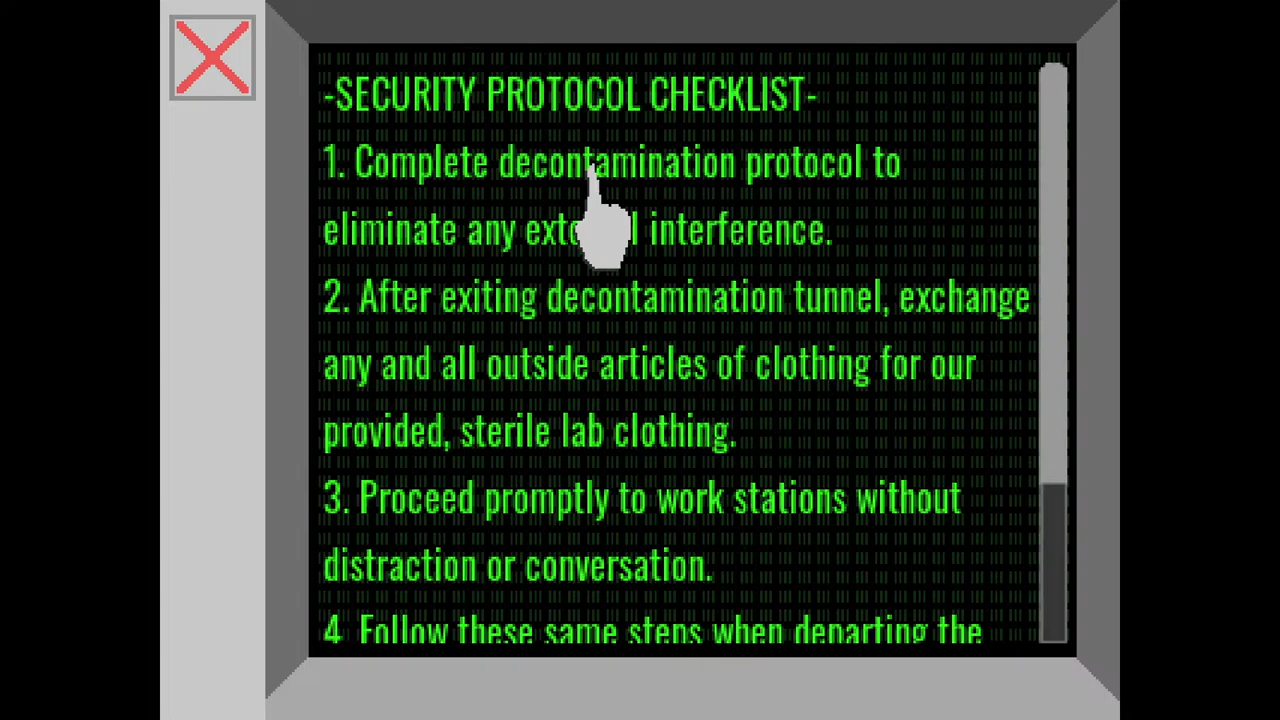 -SECURITY PROTOCOL CHECKLIST-
1. Complete decontamination protocol to
eliminate any interference.
2. After exiting decontamination tunnel, exchange
any and all outside articles of clothing for our
provided, sterile lab clothing.
3. Proceed promptly to work stations without
distraction or conversation.
4 Follow these same steps when departing the